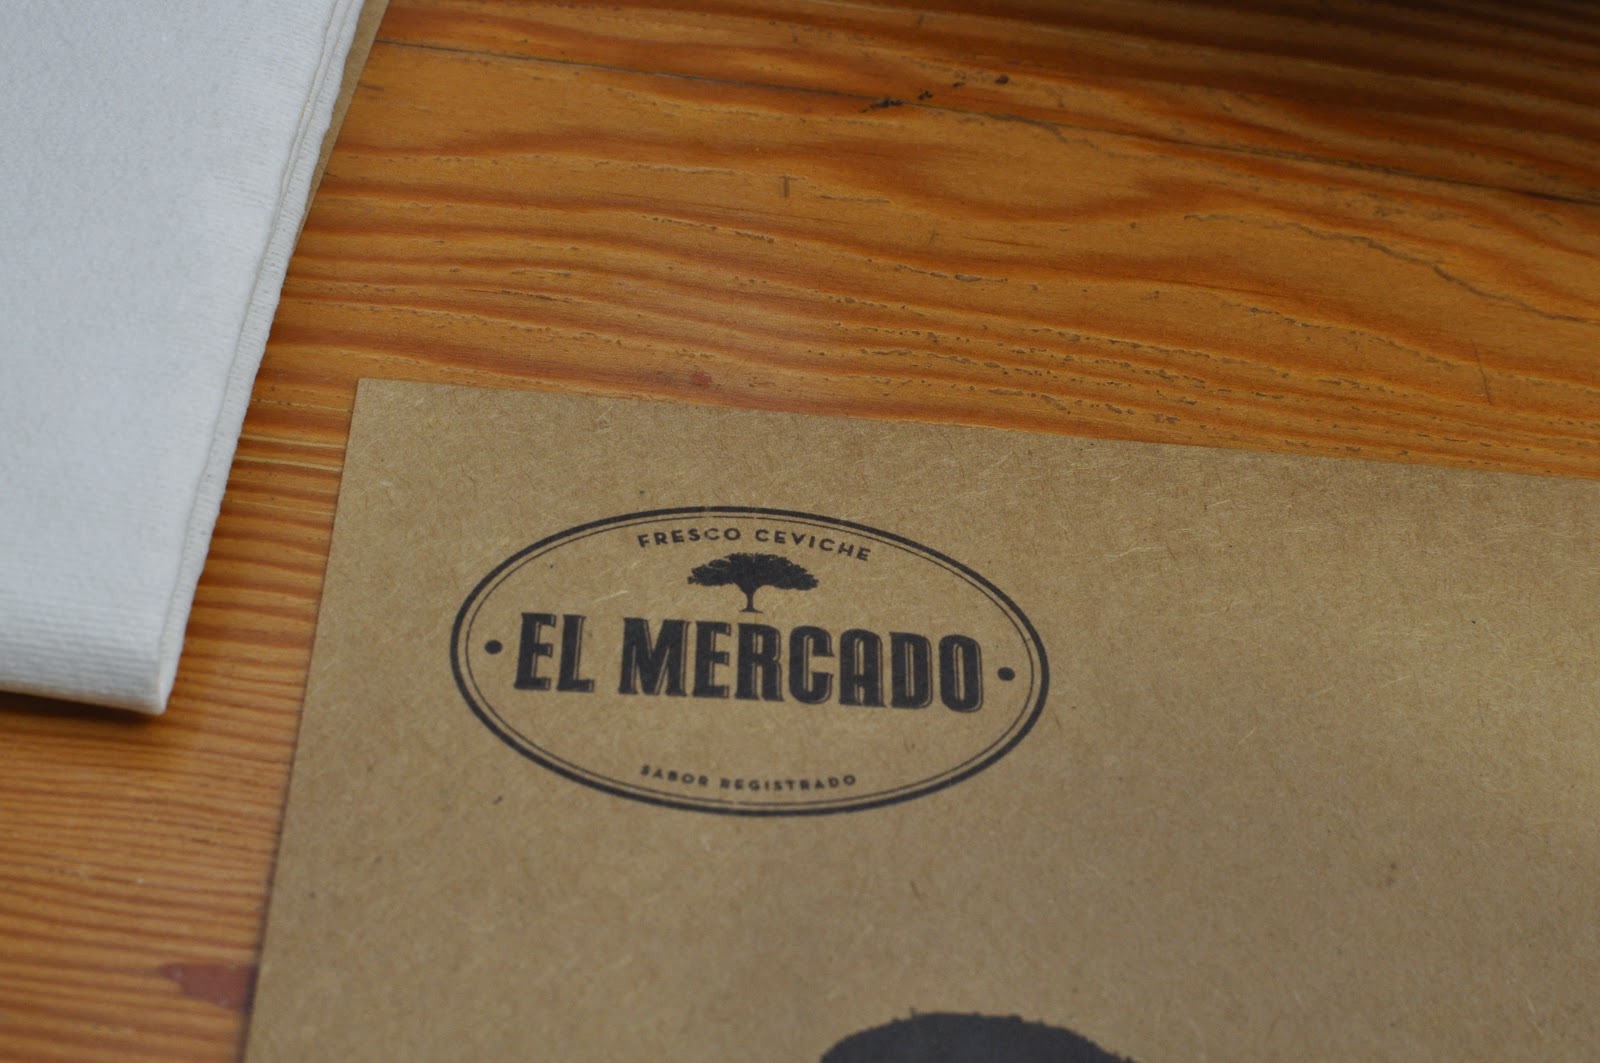 FRESCO CEVICHE
EL MERCADO
SABOR REGISTRADO